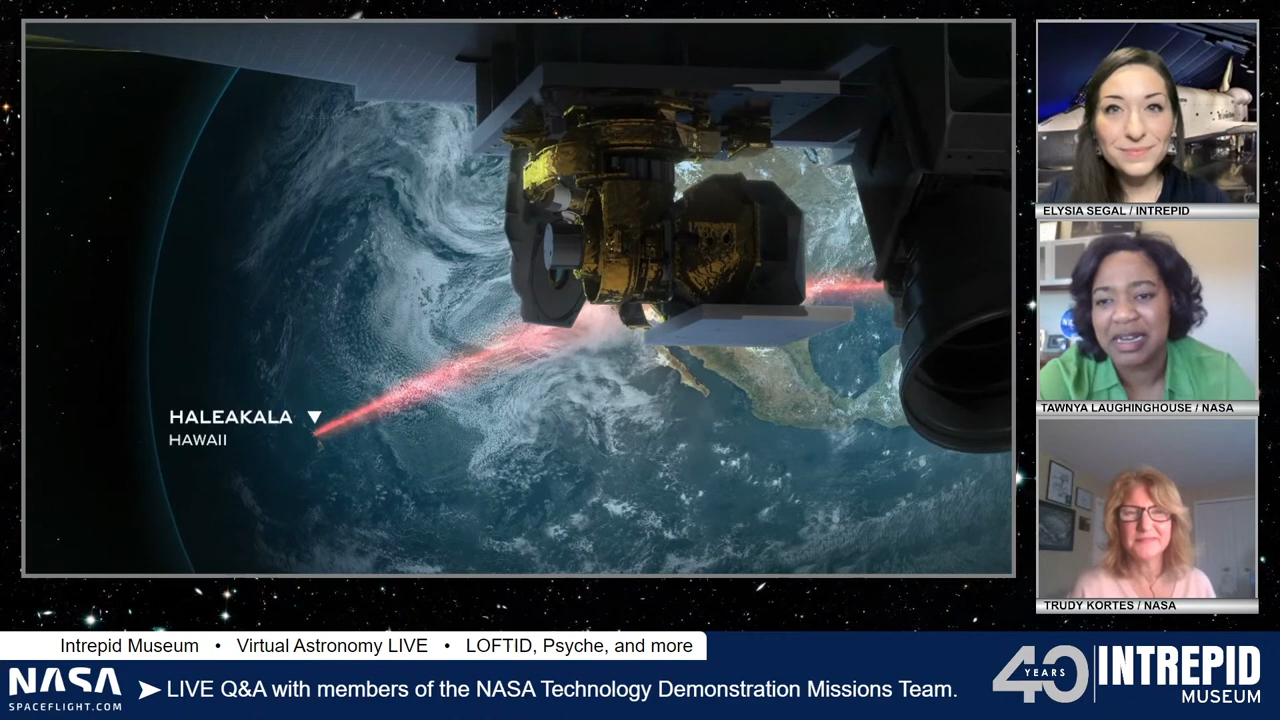 HALEAKALA
HAWAII
ELYSIA SEGAL / INTREPID
TAWNYA LAUGHINGHOUSE / NASA
TRUDY KORTES / NASA
Intrepid Museum • Virtual Astronomy LIVE • LOFTID, Psyche, and more
NASA
SPACEFLIGHT.COM
LIVE Q&A with members of the NASA Technology Demonstration Missions Team.
40
YEARS
INTREPID
MUSEUM